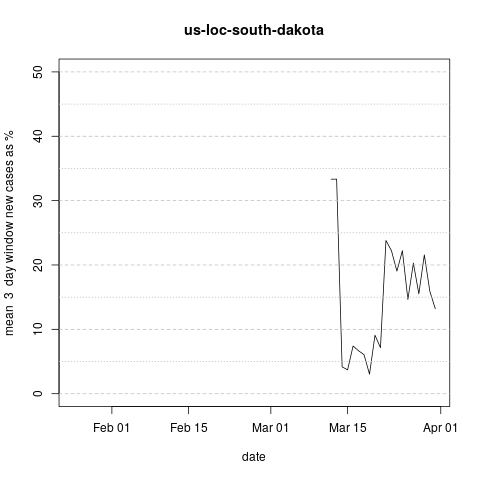 us-loc-south-dakota
mean 3 day window new cases as %
50
40
30
20
10
0
Feb 01 Feb 15 Mar 01 Mar 15 Apr 01
date